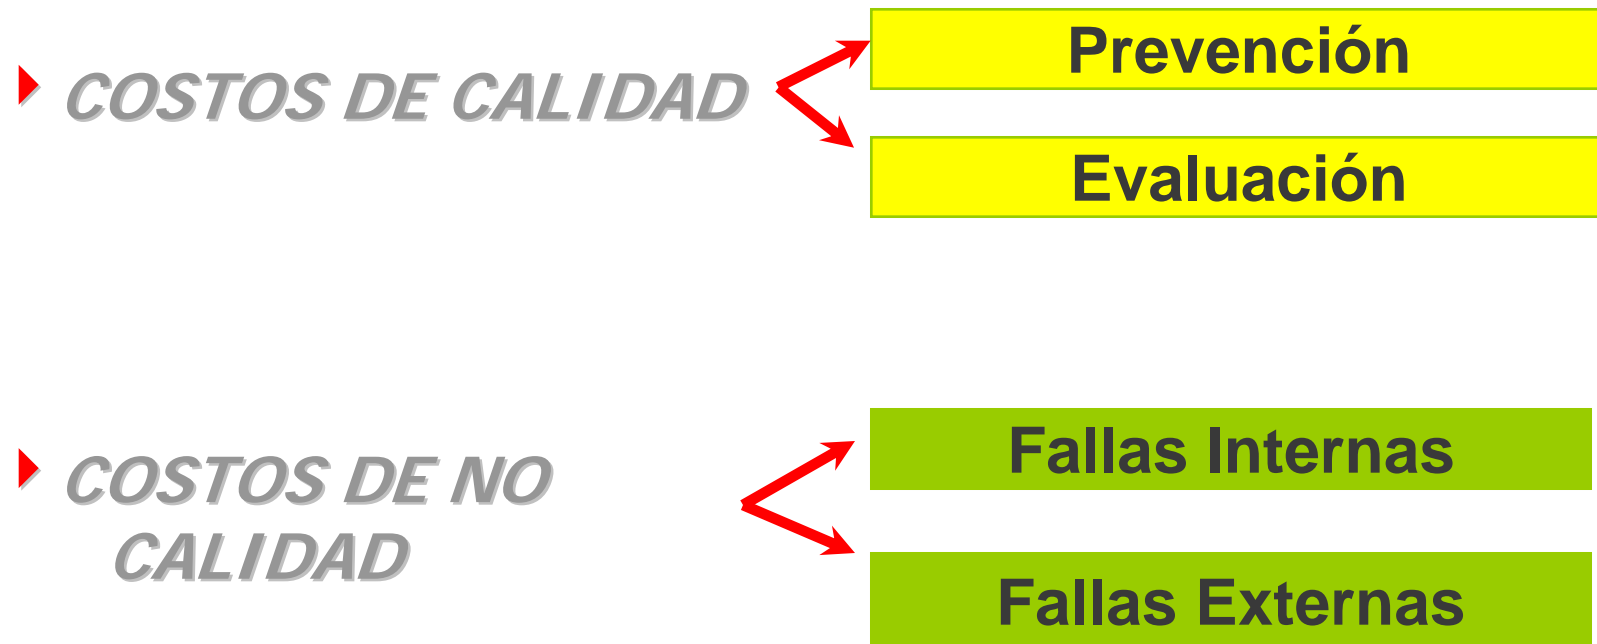 COSTOS DE CALIDAD
Prevención
Evaluación
COSTOS DE NO
CALIDAD
Fallas Internas
Fallas Externas